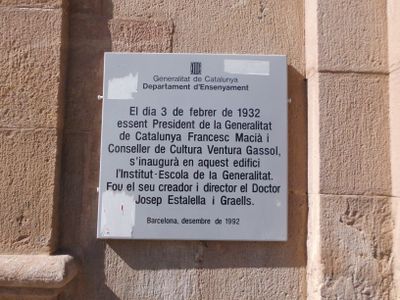 Generalitat de Catalunya
Departament d'Ensenyament
El dia 3 de febrer de 1932
essent President de la Generalitat
de Catalunya Francesc Macià i
Conseller de Cultura Ventura Gassol,
s'inaugurà en aquest edifici
l'Institut-Escola de la Generalitat.
Fou el seu creador i director el Doctor
Josep Estalella i Graells.
Barcelona, desembre de 1992